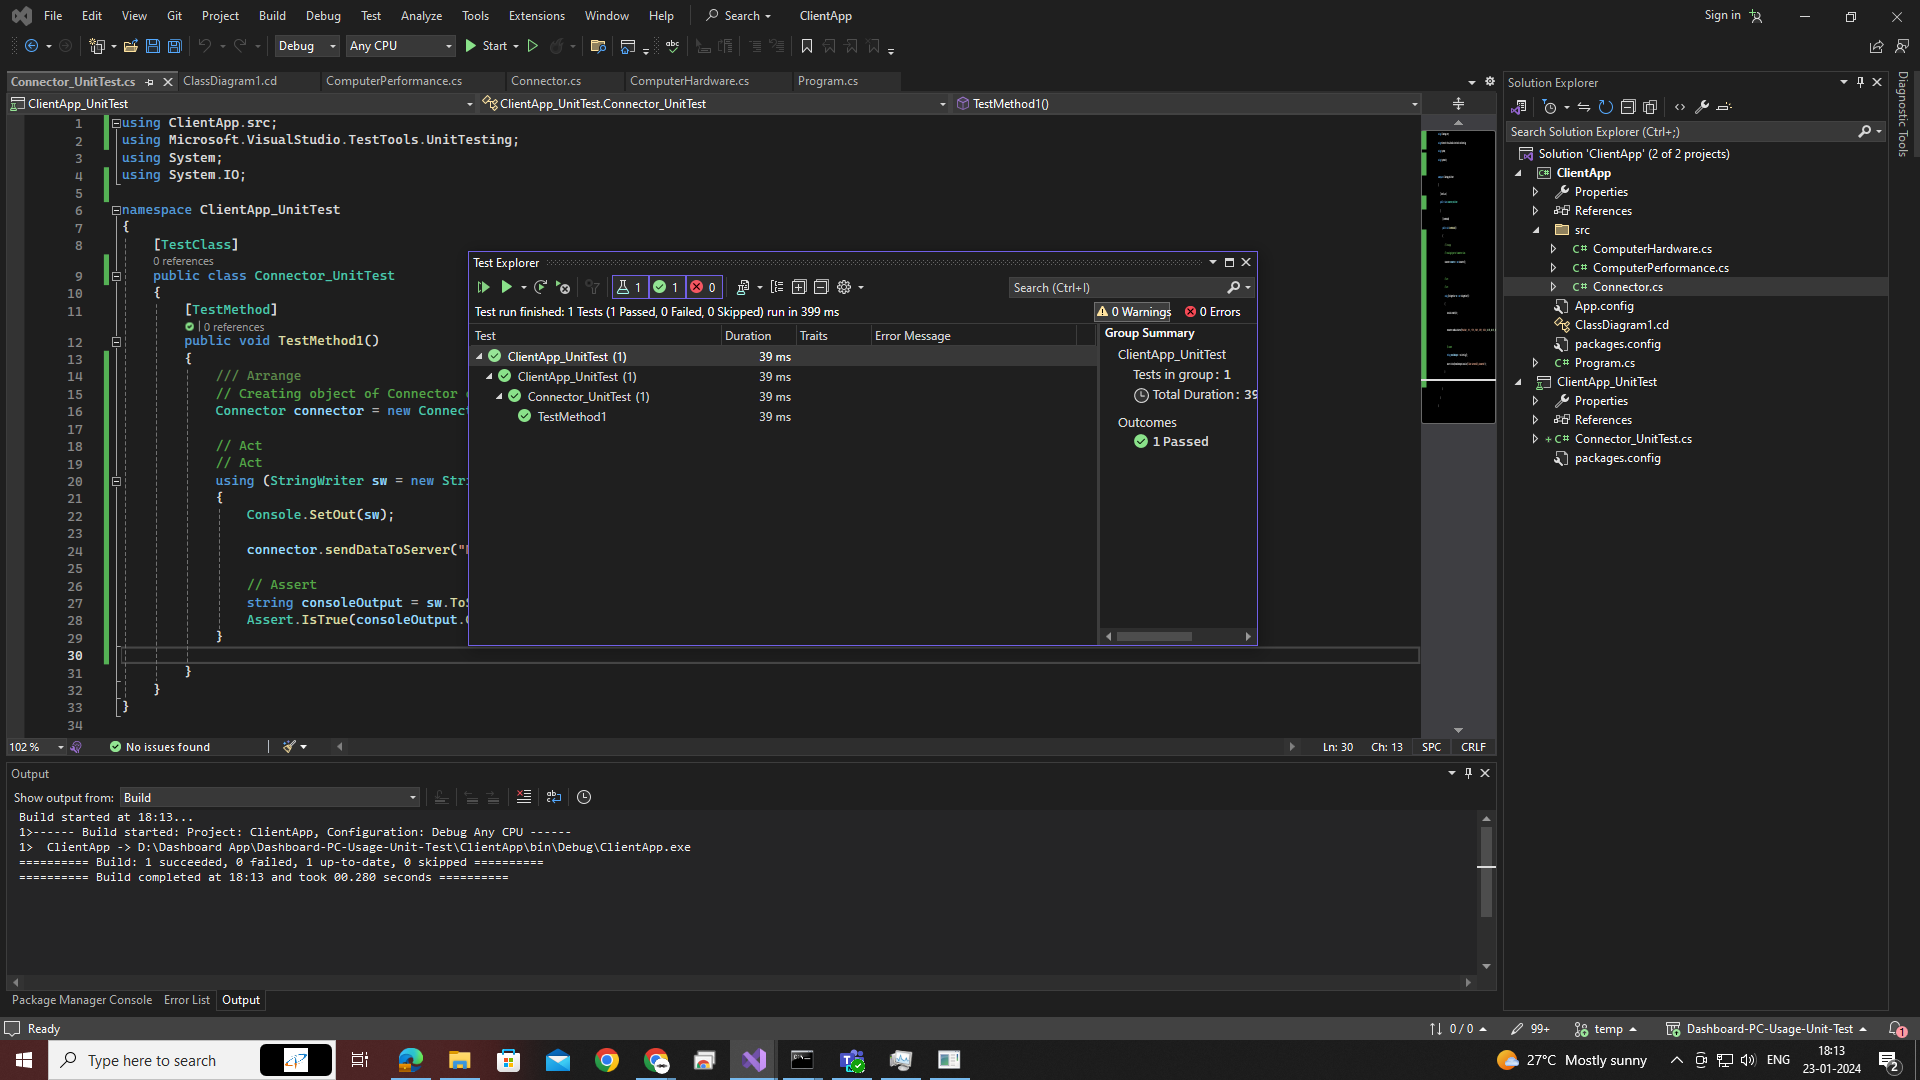 File Edit View Git Project Build Debug Test Analyze Tools Extensions Window Help Search ClientApp Sign in
Debug Any CPU Start
Connector_UnitTest.cs ClassDiagram1.cd ComputerPerformance.cs Connector.cs ComputerHardware.cs Program.cs
ClientApp_UnitTest ClientApp_UnitTest.Connector_UnitTest TestMethod1()
1 using ClientApp.src;
2 using Microsoft.VisualStudio.TestTools.UnitTesting;
3 using System;
4 using System.IO;
5
6 namespace ClientApp_UnitTest
7 {
8 [TestClass]
0 references
9 public class Connector_UnitTest
10 {
11 [TestMethod]
| 0 references
12 public void TestMethod1()
13 {
14 /// Arrange
15 // Creating object of Connector
16 Connector connector = new Connect
17
18 // Act
19 // Act
20 using (StringWriter sw = new Stri
21 {
22 Console.SetOut(sw);
23
24 connector.sendDataToServer("
25
26 // Assert
27 string consoleOutput = sw.ToS
28 Assert.IsTrue(consoleOutput.
29 }
30
31 }
32 }
33 }
34
Test Explorer
1 1 0
Search (Ctrl+I)
Test run finished: 1 Tests (1 Passed, 0 Failed, 0 Skipped) run in 399 ms
0 Warnings 0 Errors
Test Duration Traits Error Message
ClientApp_UnitTest (1) 39 ms
ClientApp_UnitTest (1) 39 ms
Connector_UnitTest (1) 39 ms
TestMethod1 39 ms
Group Summary
ClientApp_UnitTest
Tests in group: 1
Total Duration: 39
Outcomes
1 Passed
102 % No issues found Ln: 30 Ch: 13 SPC CRLF
Output
Show output from: Build
Build started at 18:13...
1>------ Build started: Project: ClientApp, Configuration: Debug Any CPU ------
1> ClientApp -> D:\Dashboard App\Dashboard-PC-Usage-Unit-Test\ClientApp\bin\Debug\ClientApp.exe
========== Build: 1 succeeded, 0 failed, 1 up-to-date, 0 skipped ==========
========== Build completed at 18:13 and took 00.280 seconds ==========
Package Manager Console Error List Output
Solution Explorer
Search Solution Explorer (Ctrl+;)
Solution 'ClientApp' (2 of 2 projects)
ClientApp
Properties
References
src
C# ComputerHardware.cs
C# ComputerPerformance.cs
C# Connector.cs
App.config
ClassDiagram1.cd
packages.config
C# Program.cs
ClientApp_UnitTest
Properties
References
+ C# Connector_UnitTest.cs
packages.config
Diagnostic Tools
Ready 0 / 0 99+ temp Dashboard-PC-Usage-Unit-Test 1
Type here to search
27°C Mostly sunny ENG
18:13
23-01-2024
2